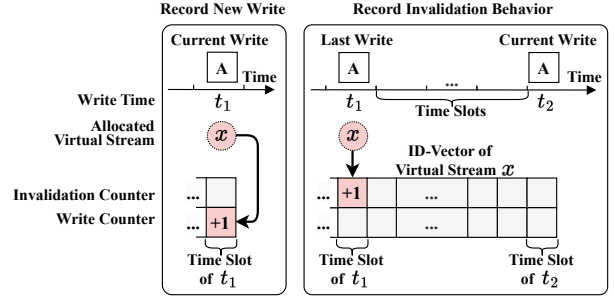 Record New Write
Record Invalidation Behavior
Current Write
Last Write
Current Write
A
A
A
Time
...
Time
Write Time
t1
t1
Time Slots
t2
Allocated
Virtual Stream
x
x
ID-Vector of
Virtual Stream x
Invalidation Counter
...
... +1 ...
Write Counter
... +1
... ...
Time Slot
of t1
Time Slot
of t1
Time Slot
of t2